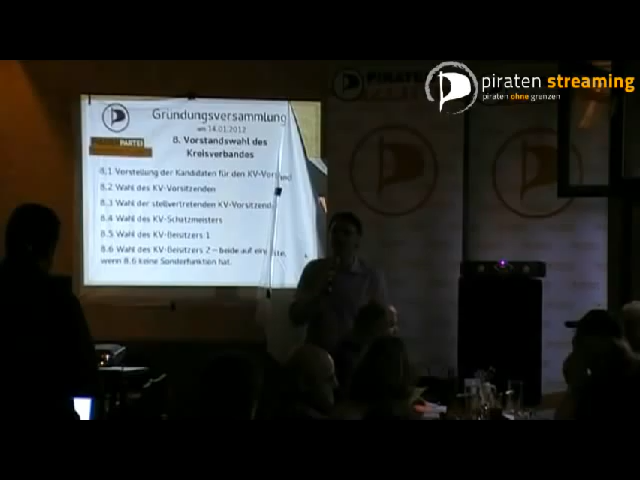 piraten streaming
piraten ohne grenzen
PIRATEN
Gründungsversammlung
am 14.01.2012
PIRATENPARTEI
8. Vorstandswahl des
Kreisverbandes
8.1 Vorstellung der Kandidaten für den KV-Vorstand
8.2 Wahl des KV-Vorsitzenden
8.3 Wahl der stellvertretenden KV-Vorsitzenden
8.4 Wahl des KV-Schatzmeisters
8.5 Wahl des KV-Beisitzers 1
8.6 Wahl des KV-Beisitzers 2 – beide auf eine Liste,
wenn 8.6 keine Sonderfunktion hat.